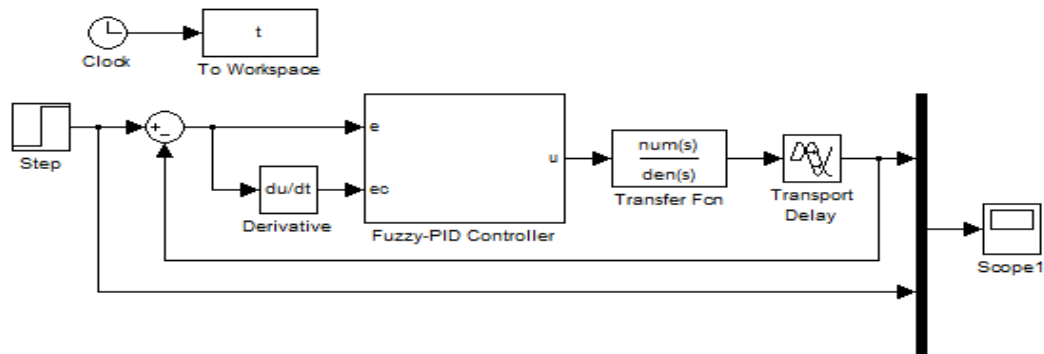 t
Clock
To Workspace
Step
+
-
e
ec
u
du/dt
Derivative
Fuzzy-PID Controller
num(s)
den(s)
Transfer Fcn
Transport
Delay
Scope1